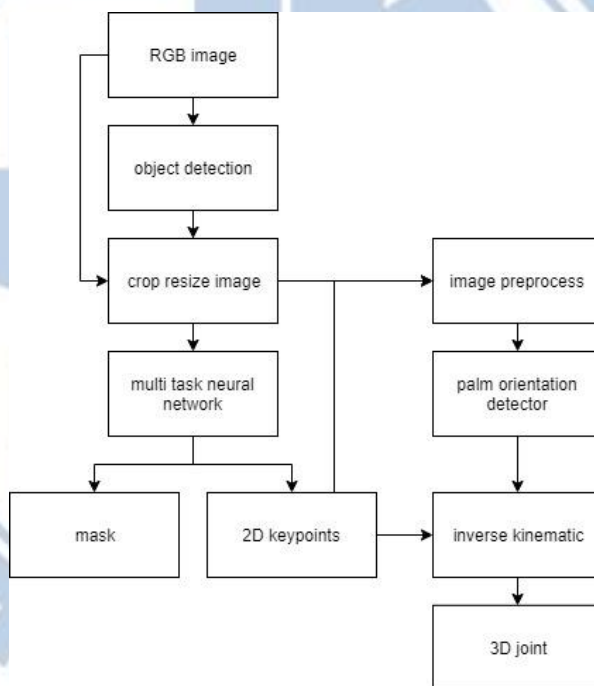 RGB image
object detection
crop resize image
image preprocess
multi task neural
network
palm orientation
detector
mask
2D keypoints
inverse kinematic
3D joint